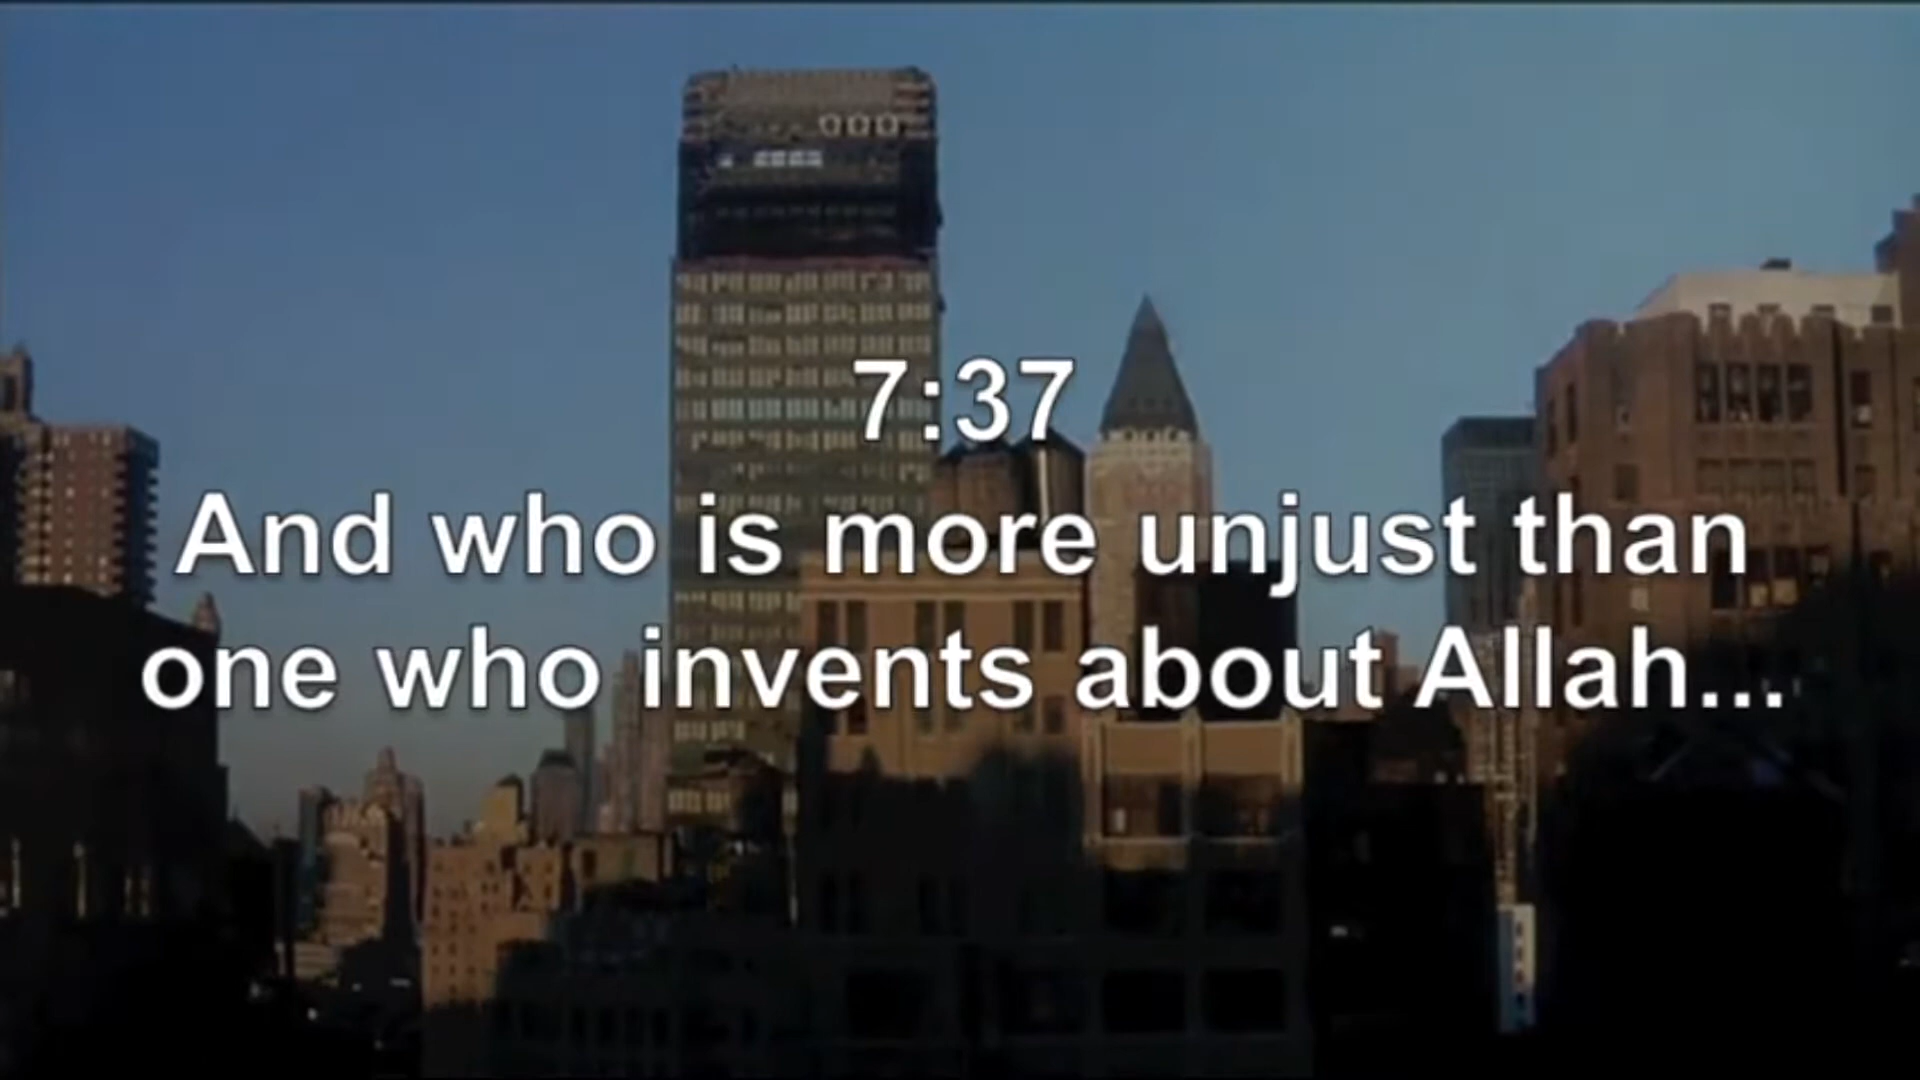 7:37
And who is more unjust than
one who invents about Allah...